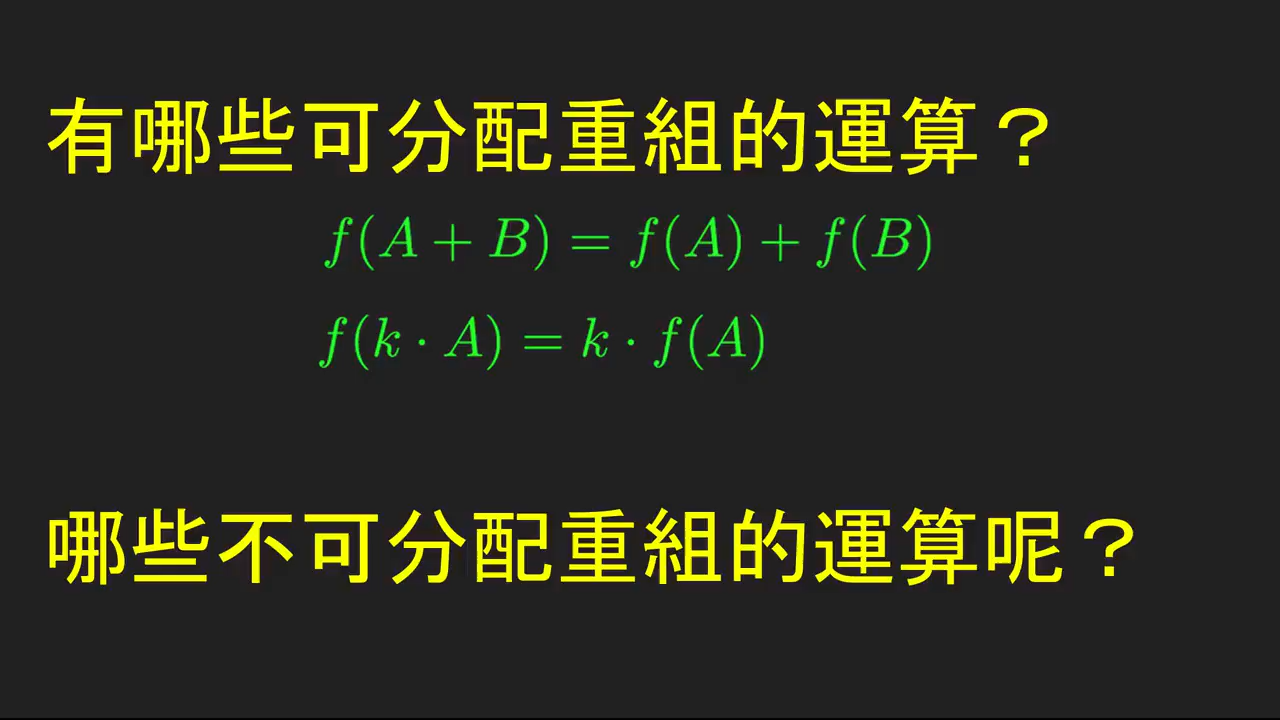 有哪些可分配重組的運算？
f(A + B) = f(A) + f(B)
f(k · A) = k · f(A)
哪些不可分配重組的運算呢？